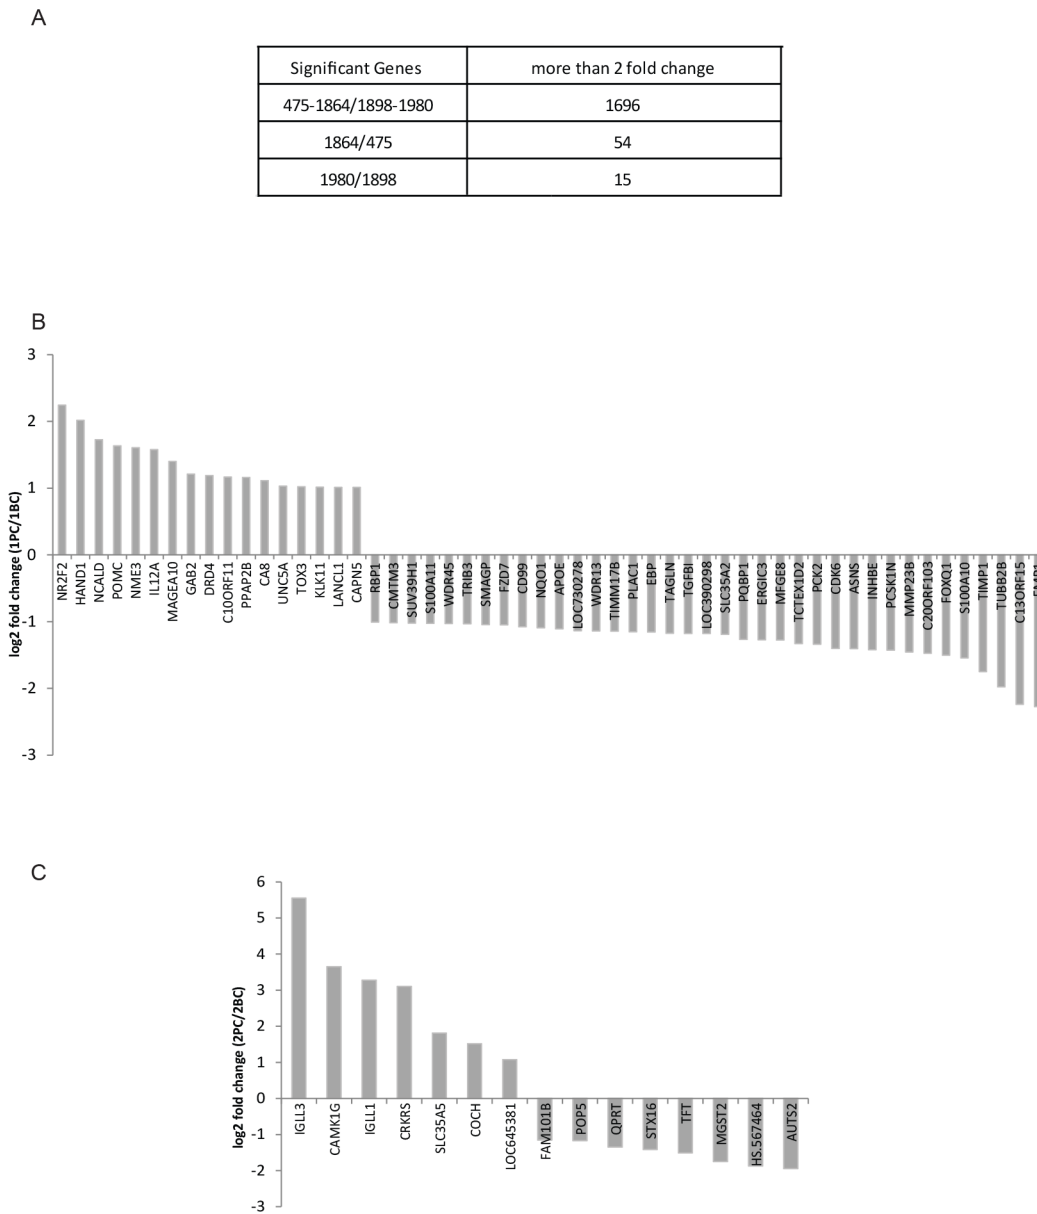 A
Significant Genes more than 2 fold change
475-1864/1898-1980 1696
1864/475 54
1980/1898 15
B
3
2
1
0
-1
-2
-3
log2 fold change (1PC/1BC)
NR2F2
HAND1
NCALD
POMC
NME3
IL12A
MAGEA10
GAB2
DRD4
C10ORF11
PPAP2B
CA8
UNC5A
TOX3
KLK11
LANCL1
CAPN5
RBP1
CMTM3
SUV39H1
S100A11
WDR45
TRIB3
SMAGP
FZD7
CD99
NQO1
APOE
LOC730278
WDR13
TIMM17B
PLAC1
EBP
TAGLN
TGFBI
LOC390298
SLC35A2
PQBP1
ERGIC3
MFGE8
TCTEX1D2
PCK2
CDK6
ASNS
INHBE
PCSK1N
MMP23B
C20ORF103
FOXQ1
S100A10
TIMP1
TUBB2B
C13ORF15
C
6
5
4
3
2
1
0
-1
-2
-3
log2 fold change (2PC/2BC)
IGLL3
CAMK1G
IGLL1
CRKRS
SLC35A5
COCH
LOC645381
FAM101B
POP5
QPRT
STX16
TFT
MGST2
HS.567464
AUTS2